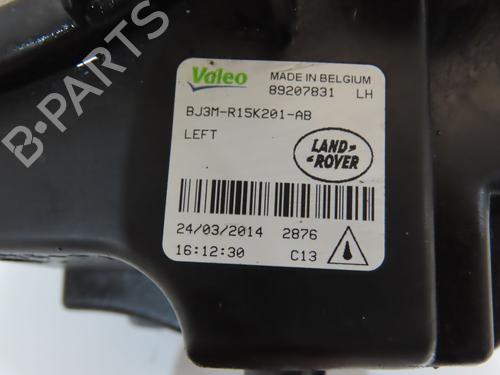 B-PARTS
Valeo
MADE IN BELGIUM
89207831 LH
BJ3M-R15K201-AB
LEFT
LAND-
-ROVER
24/03/2014 2876
16:12:30 C13